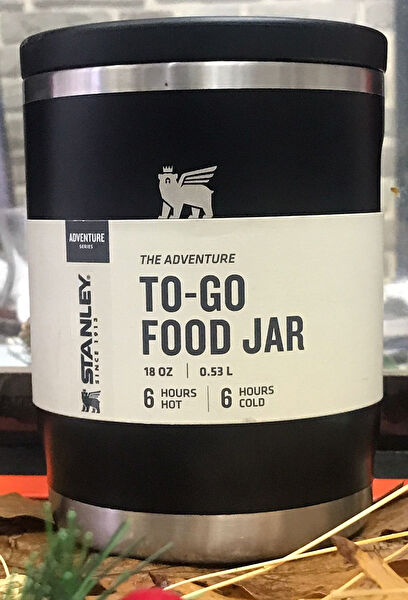 ADVENTURE
SERIES
STANLEY®
SINCE 1913
THE ADVENTURE
TO-GO
FOOD JAR
18 OZ | 0.53 L
6 HOURS HOT | 6 HOURS COLD